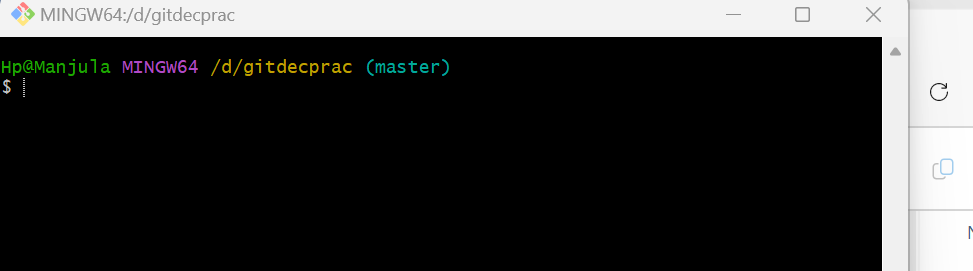 MINGW64:/d/gitdecprac
Hp@Manjula MINGW64 /d/gitdecprac (master)
$